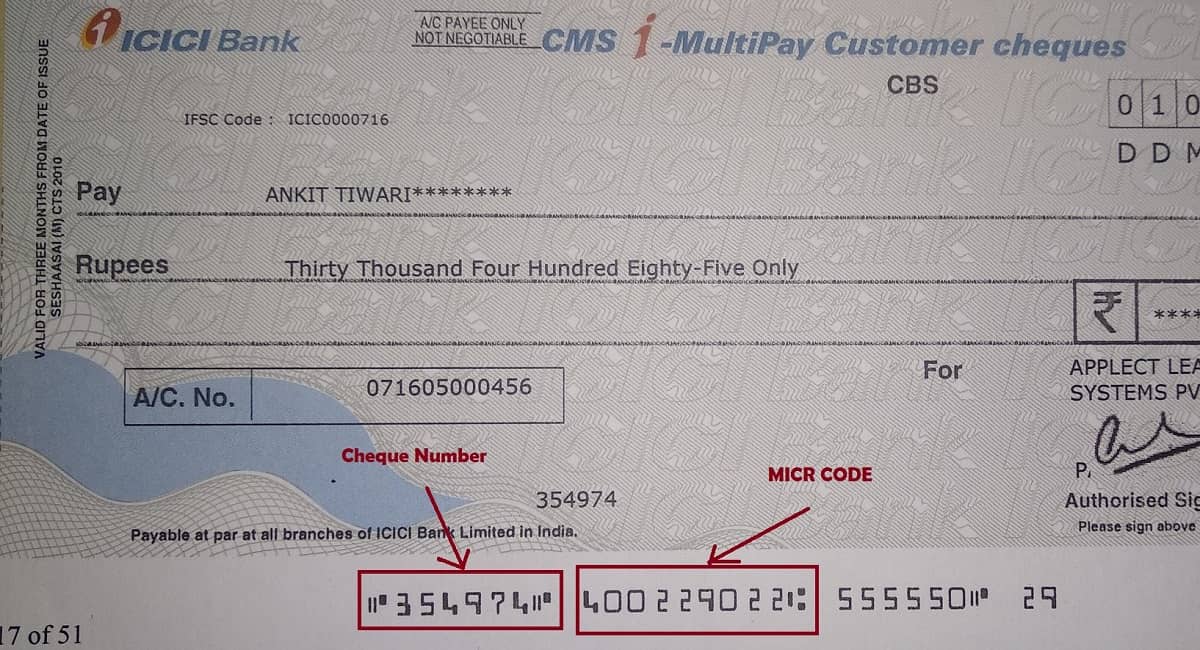 ICICI Bank
A/C PAYEE ONLY
NOT NEGOTIABLE
CMS i-MultiPay Customer cheques
CBS
0 1 0
D D M
IFSC Code : ICIC0000716
VALID FOR THREE MONTHS FROM DATE OF ISSUE
SESHAASAI (M) CTS 2010
Pay ANKIT TIWARI********
Rupees Thirty Thousand Four Hundred Eighty-Five Only
₹ ****
A/C. No. 071605000456
For APPLECT LEA
SYSTEMS PV
Cheque Number
MICR CODE
P.
354974
Authorised Sig
Please sign above
Payable at par at all branches of ICICI Bank Limited in India.
⑈354974⑈ 400229022⑆ 555550⑈ 29
17 of 51